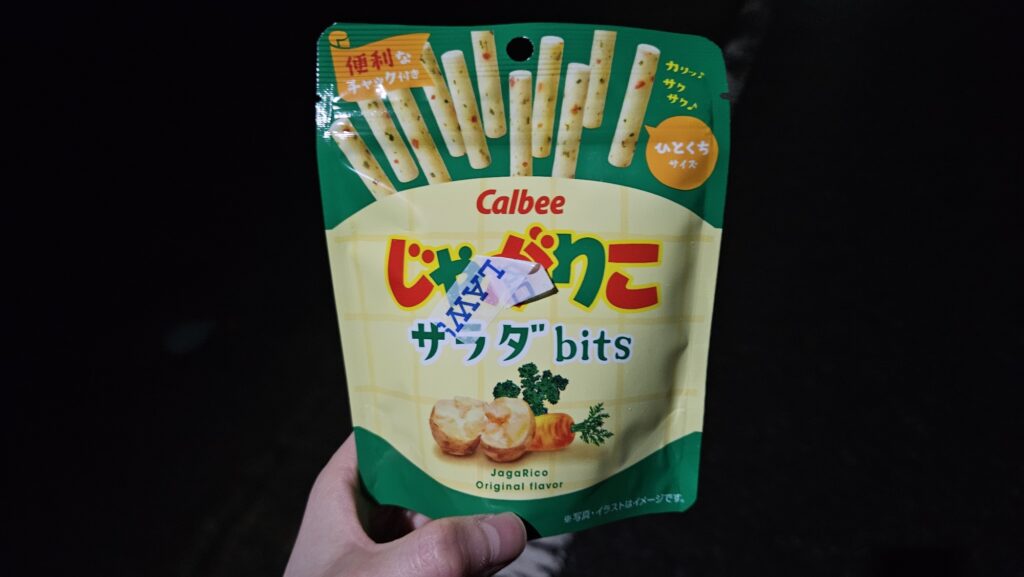 便利な
チャック付き
カリッ♪
サク
サク♪
ひとくち
サイズ
Calbee
じゃがりこ
LAW
サラダbits
JagaRico
Original flavor
※写真・イラストはイメージです。